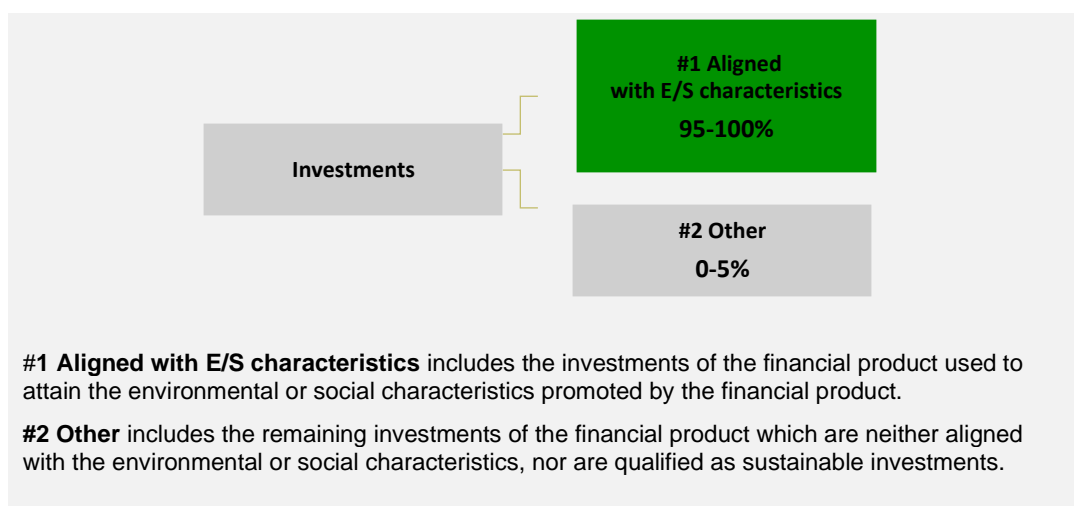 #1 Aligned
with E/S characteristics
95-100%
Investments
#2 Other
0-5%
#1 Aligned with E/S characteristics includes the investments of the financial product used to
attain the environmental or social characteristics promoted by the financial product.
#2 Other includes the remaining investments of the financial product which are neither aligned
with the environmental or social characteristics, nor are qualified as sustainable investments.